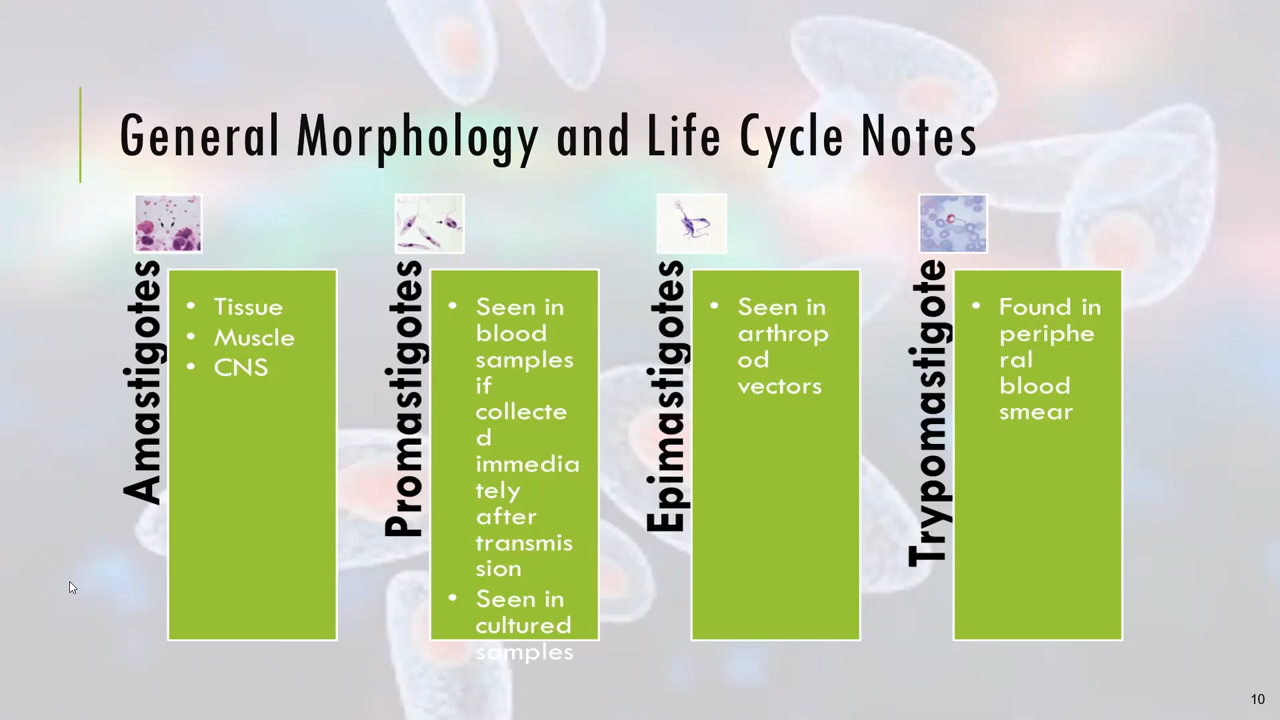 General Morphology and Life Cycle Notes
Amastigotes
• Tissue
• Muscle
• CNS
Promastigotes
• Seen in
blood
samples
if
collecte
d
immedia
tely
after
transmis
sion
• Seen in
cultured
samples
Epimastigotes
• Seen in
arthrop
od
vectors
Trypomastigote
• Found in
periphe
ral
blood
smear
10